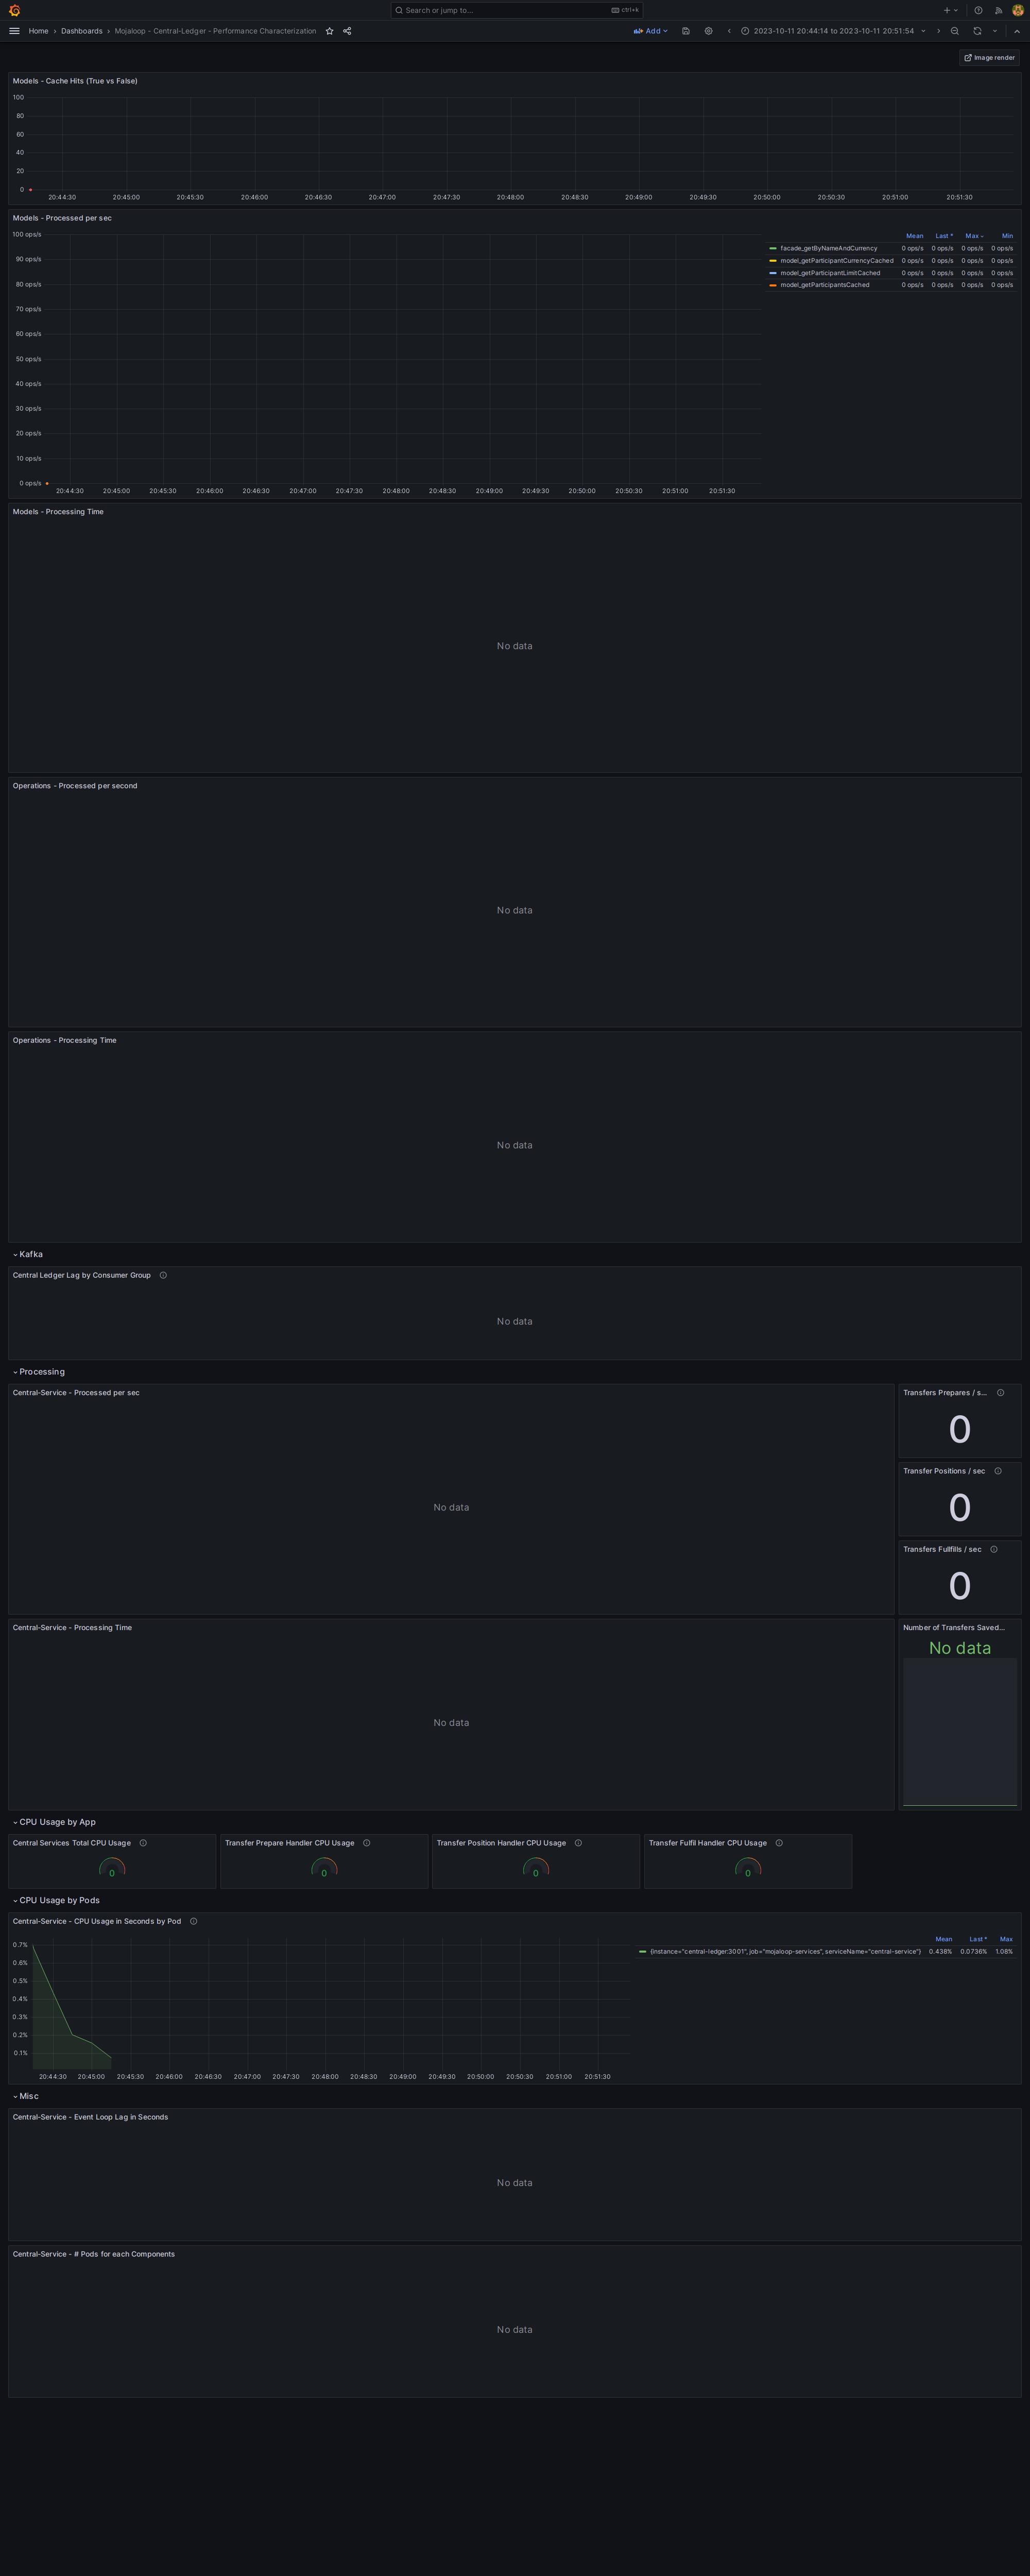 Search or jump to... ctrl+k
Home › Dashboards › Mojaloop - Central-Ledger - Performance Characterization Add 2023-10-11 20:44:14 to 2023-10-11 20:51:54
Image render
Models - Cache Hits (True vs False)
100
80
60
40
20
0
20:44:30 20:45:00 20:45:30 20:46:00 20:46:30 20:47:00 20:47:30 20:48:00 20:48:30 20:49:00 20:49:30 20:50:00 20:50:30 20:51:00 20:51:30
Models - Processed per sec
100 ops/s
90 ops/s
80 ops/s
70 ops/s
60 ops/s
50 ops/s
40 ops/s
30 ops/s
20 ops/s
10 ops/s
0 ops/s
20:44:30 20:45:00 20:45:30 20:46:00 20:46:30 20:47:00 20:47:30 20:48:00 20:48:30 20:49:00 20:49:30 20:50:00 20:50:30 20:51:00 20:51:30
Mean Last * Max Min
facade_getByNameAndCurrency 0 ops/s 0 ops/s 0 ops/s 0 ops/s
model_getParticipantCurrencyCached 0 ops/s 0 ops/s 0 ops/s 0 ops/s
model_getParticipantLimitCached 0 ops/s 0 ops/s 0 ops/s 0 ops/s
model_getParticipantsCached 0 ops/s 0 ops/s 0 ops/s 0 ops/s
Models - Processing Time
No data
Operations - Processed per second
No data
Operations - Processing Time
No data
Kafka
Central Ledger Lag by Consumer Group
No data
Processing
Central-Service - Processed per sec
No data
Transfers Prepares / s...
0
Transfer Positions / sec
0
Transfers Fullfills / sec
0
Central-Service - Processing Time
No data
Number of Transfers Saved...
No data
CPU Usage by App
Central Services Total CPU Usage
0
Transfer Prepare Handler CPU Usage
0
Transfer Position Handler CPU Usage
0
Transfer Fulfil Handler CPU Usage
0
CPU Usage by Pods
Central-Service - CPU Usage in Seconds by Pod
0.7%
0.6%
0.5%
0.4%
0.3%
0.2%
0.1%
20:44:30 20:45:00 20:45:30 20:46:00 20:46:30 20:47:00 20:47:30 20:48:00 20:48:30 20:49:00 20:49:30 20:50:00 20:50:30 20:51:00 20:51:30
Mean Last * Max
{instance="central-ledger:3001", job="mojaloop-services", serviceName="central-service"} 0.438% 0.0736% 1.08%
Misc
Central-Service - Event Loop Lag in Seconds
No data
Central-Service - # Pods for each Components
No data